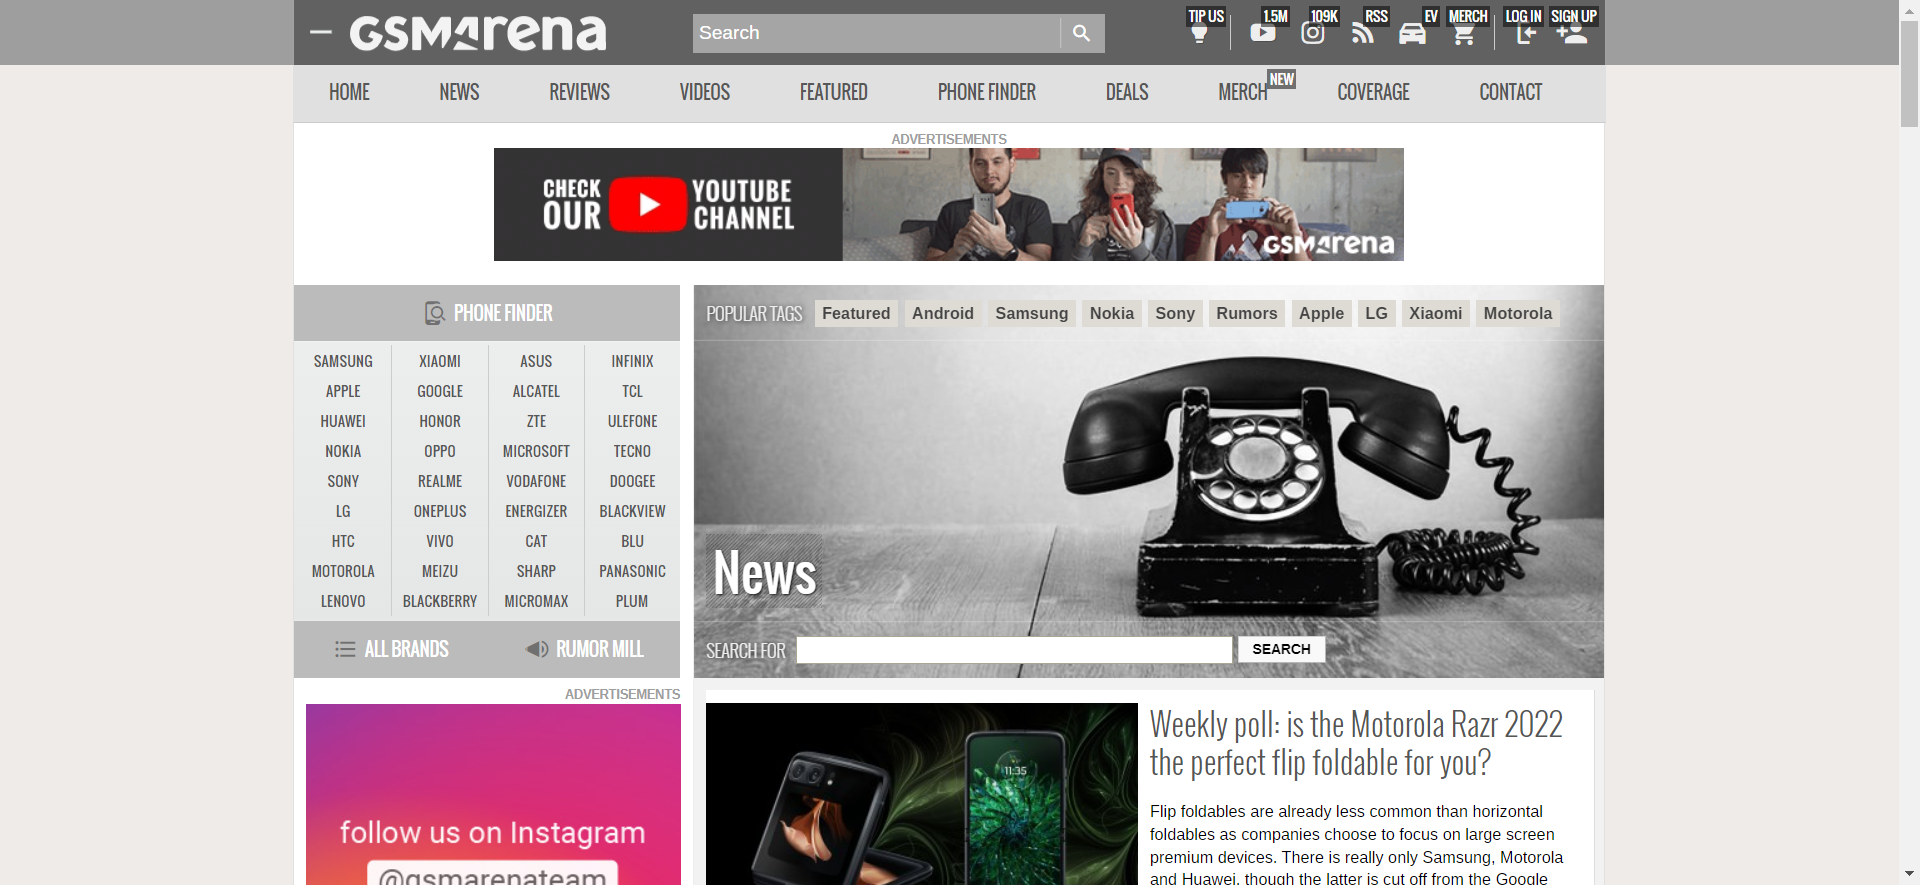 GSMArena
Search
TIP US
1.5M
109K
RSS
EV
MERCH
LOG IN
SIGN UP
HOME
NEWS
REVIEWS
VIDEOS
FEATURED
PHONE FINDER
DEALS
MERCH
NEW
COVERAGE
CONTACT
ADVERTISEMENTS
CHECK OUR
YOUTUBE CHANNEL
GSMArena
PHONE FINDER
SAMSUNG XIAOMI ASUS INFINIX
APPLE GOOGLE ALCATEL TCL
HUAWEI HONOR ZTE ULEFONE
NOKIA OPPO MICROSOFT TECNO
SONY REALME VODAFONE DOOGEE
LG ONEPLUS ENERGIZER BLACKVIEW
HTC VIVO CAT BLU
MOTOROLA MEIZU SHARP PANASONIC
LENOVO BLACKBERRY MICROMAX PLUM
ALL BRANDS RUMOR MILL
POPULAR TAGS Featured Android Samsung Nokia Sony Rumors Apple LG Xiaomi Motorola
News
SEARCH FOR SEARCH
ADVERTISEMENTS
follow us on Instagram
@gsmarenateam
11:35
Weekly poll: is the Motorola Razr 2022
the perfect flip foldable for you?
Flip foldables are already less common than horizontal
foldables as companies choose to focus on large screen
premium devices. There is really only Samsung, Motorola
and Huawei, though the latter is cut off from the Google